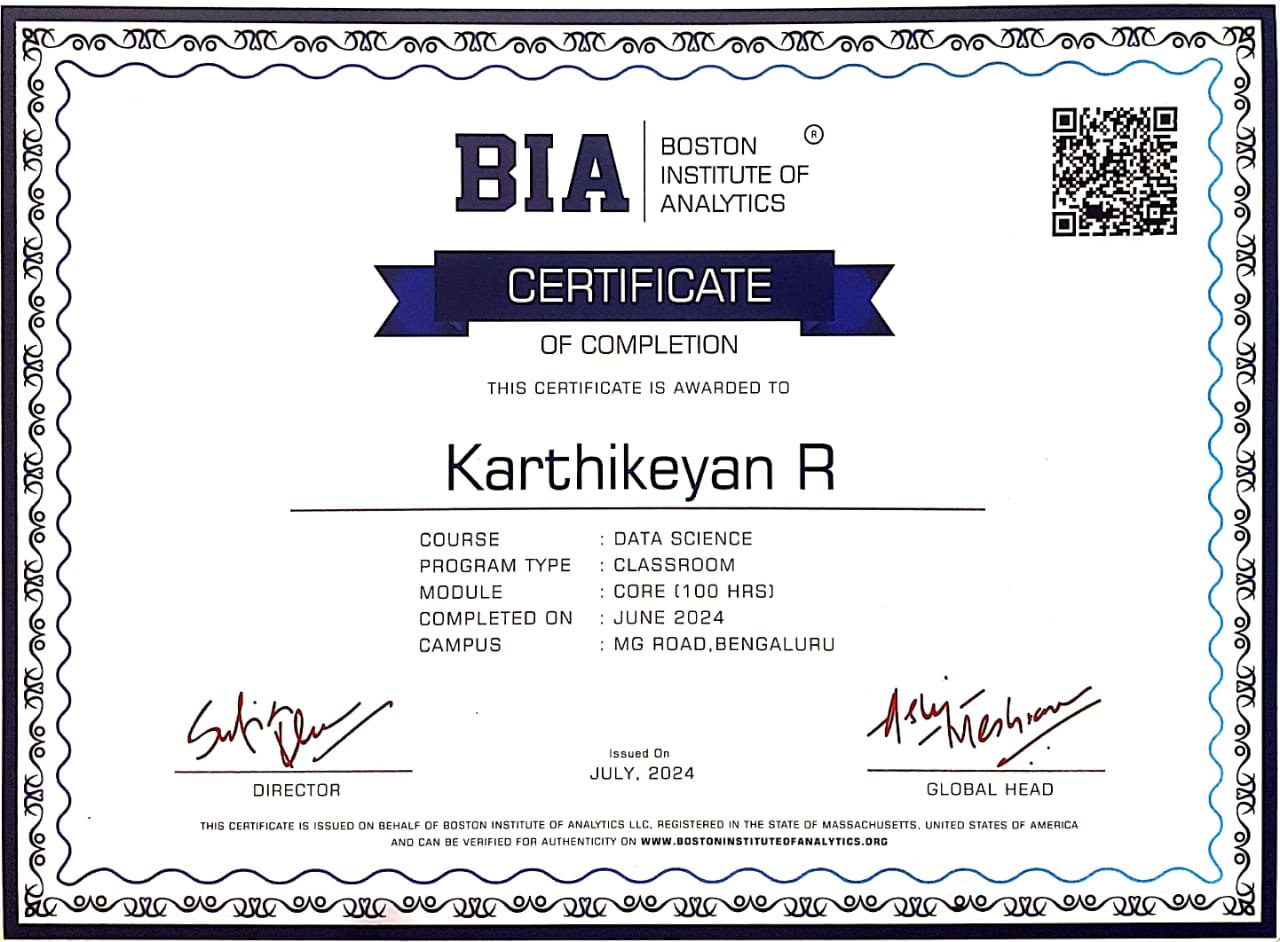 BIA
BOSTON
INSTITUTE OF
ANALYTICS
®
CERTIFICATE
OF COMPLETION
THIS CERTIFICATE IS AWARDED TO
Karthikeyan R
COURSE : DATA SCIENCE
PROGRAM TYPE : CLASSROOM
MODULE : CORE (100 HRS)
COMPLETED ON : JUNE 2024
CAMPUS : MG ROAD,BENGALURU
Issued On
JULY, 2024
DIRECTOR
GLOBAL HEAD
THIS CERTIFICATE IS ISSUED ON BEHALF OF BOSTON INSTITUTE OF ANALYTICS LLC, REGISTERED IN THE STATE OF MASSACHUSETTS, UNITED STATES OF AMERICA
AND CAN BE VERIFIED FOR AUTHENTICITY ON WWW.BOSTONINSTITUTEOFANALYTICS.ORG